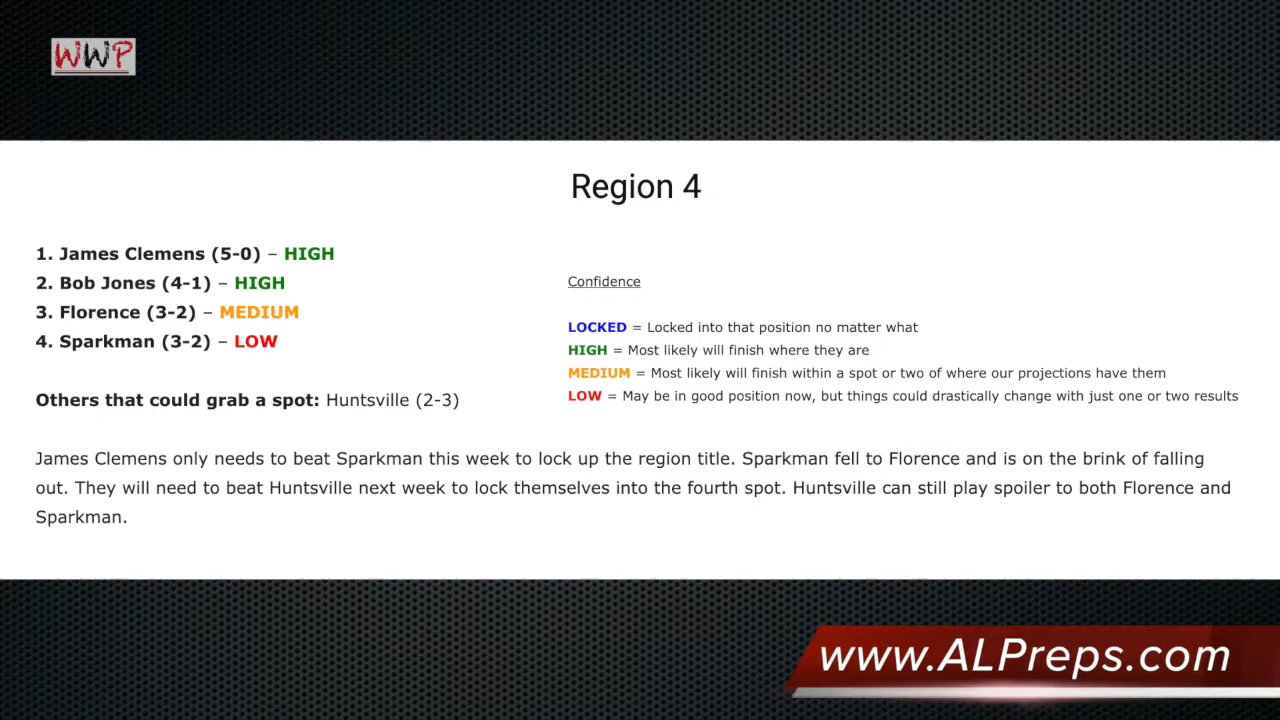 WWP
Region 4
1. James Clemens (5-0) – HIGH
2. Bob Jones (4-1) – HIGH
3. Florence (3-2) – MEDIUM
4. Sparkman (3-2) – LOW
Others that could grab a spot: Huntsville (2-3)
Confidence
LOCKED = Locked into that position no matter what
HIGH = Most likely will finish where they are
MEDIUM = Most likely will finish within a spot or two of where our projections have them
LOW = May be in good position now, but things could drastically change with just one or two results
James Clemens only needs to beat Sparkman this week to lock up the region title. Sparkman fell to Florence and is on the brink of falling
out. They will need to beat Huntsville next week to lock themselves into the fourth spot. Huntsville can still play spoiler to both Florence and
Sparkman.
www.ALPreps.com